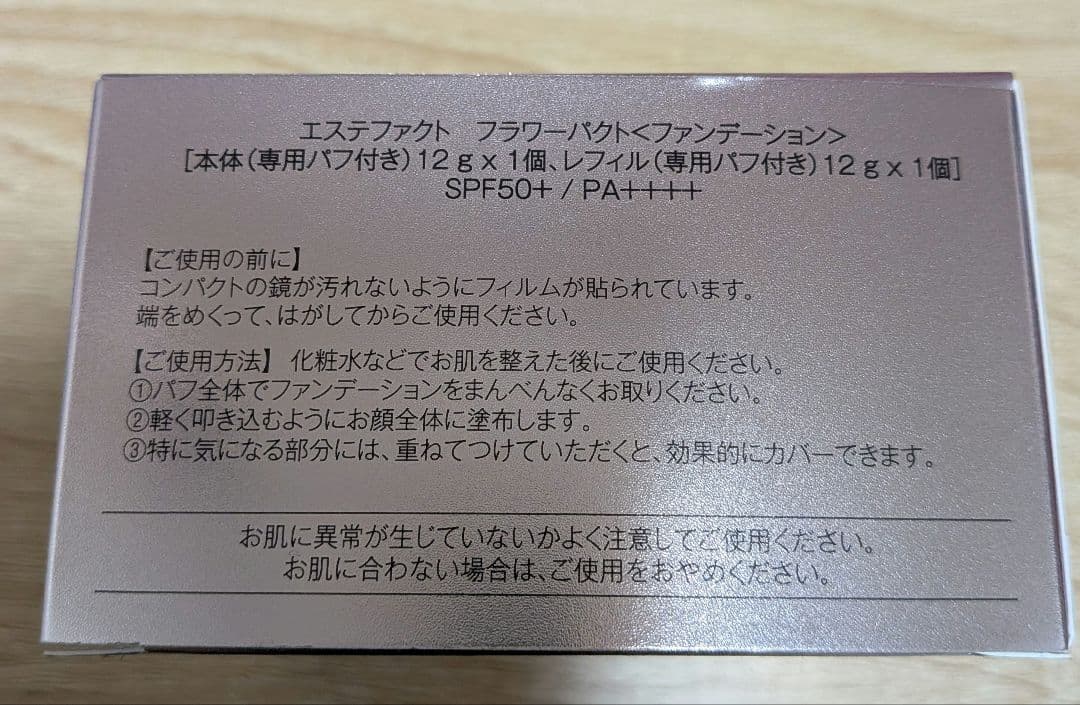 エステファクト　フラワーパクト<ファンデーション>
[本体(専用パフ付き)12ｇx 1個、レフィル(専用パフ付き)12ｇx 1個]
SPF50+ / PA++++
【ご使用の前に】
コンパクトの鏡が汚れないようにフィルムが貼られています。
端をめくって、はがしてからご使用ください。
【ご使用方法】 化粧水などでお肌を整えた後にご使用ください。
①パフ全体でファンデーションをまんべんなくお取りください。
②軽く叩き込むようにお顔全体に塗布します。
③特に気になる部分には、重ねてつけていただくと、効果的にカバーできます。
お肌に異常が生じていないかよく注意してご使用ください。
お肌に合わない場合は、ご使用をおやめください。